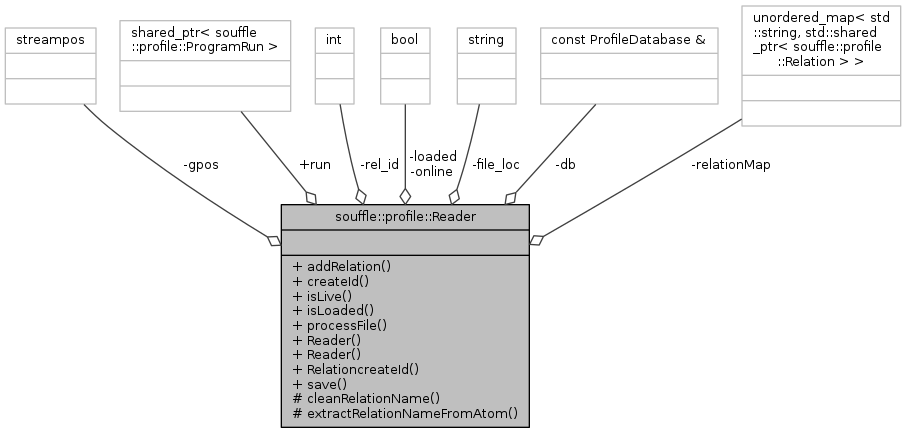 streampos
shared_ptr< souffle
::profile::ProgramRun >
int
bool
string
const ProfileDatabase &
unordered_map< std
::string, std::shared
_ptr< souffle::profile
::Relation > >
-gpos
+run
-rel_id
-loaded
-online
-file_loc
-db
-relationMap
souffle::profile::Reader
+ addRelation()
+ createId()
+ isLive()
+ isLoaded()
+ processFile()
+ Reader()
+ Reader()
+ RelationcreateId()
+ save()
# cleanRelationName()
# extractRelationNameFromAtom()